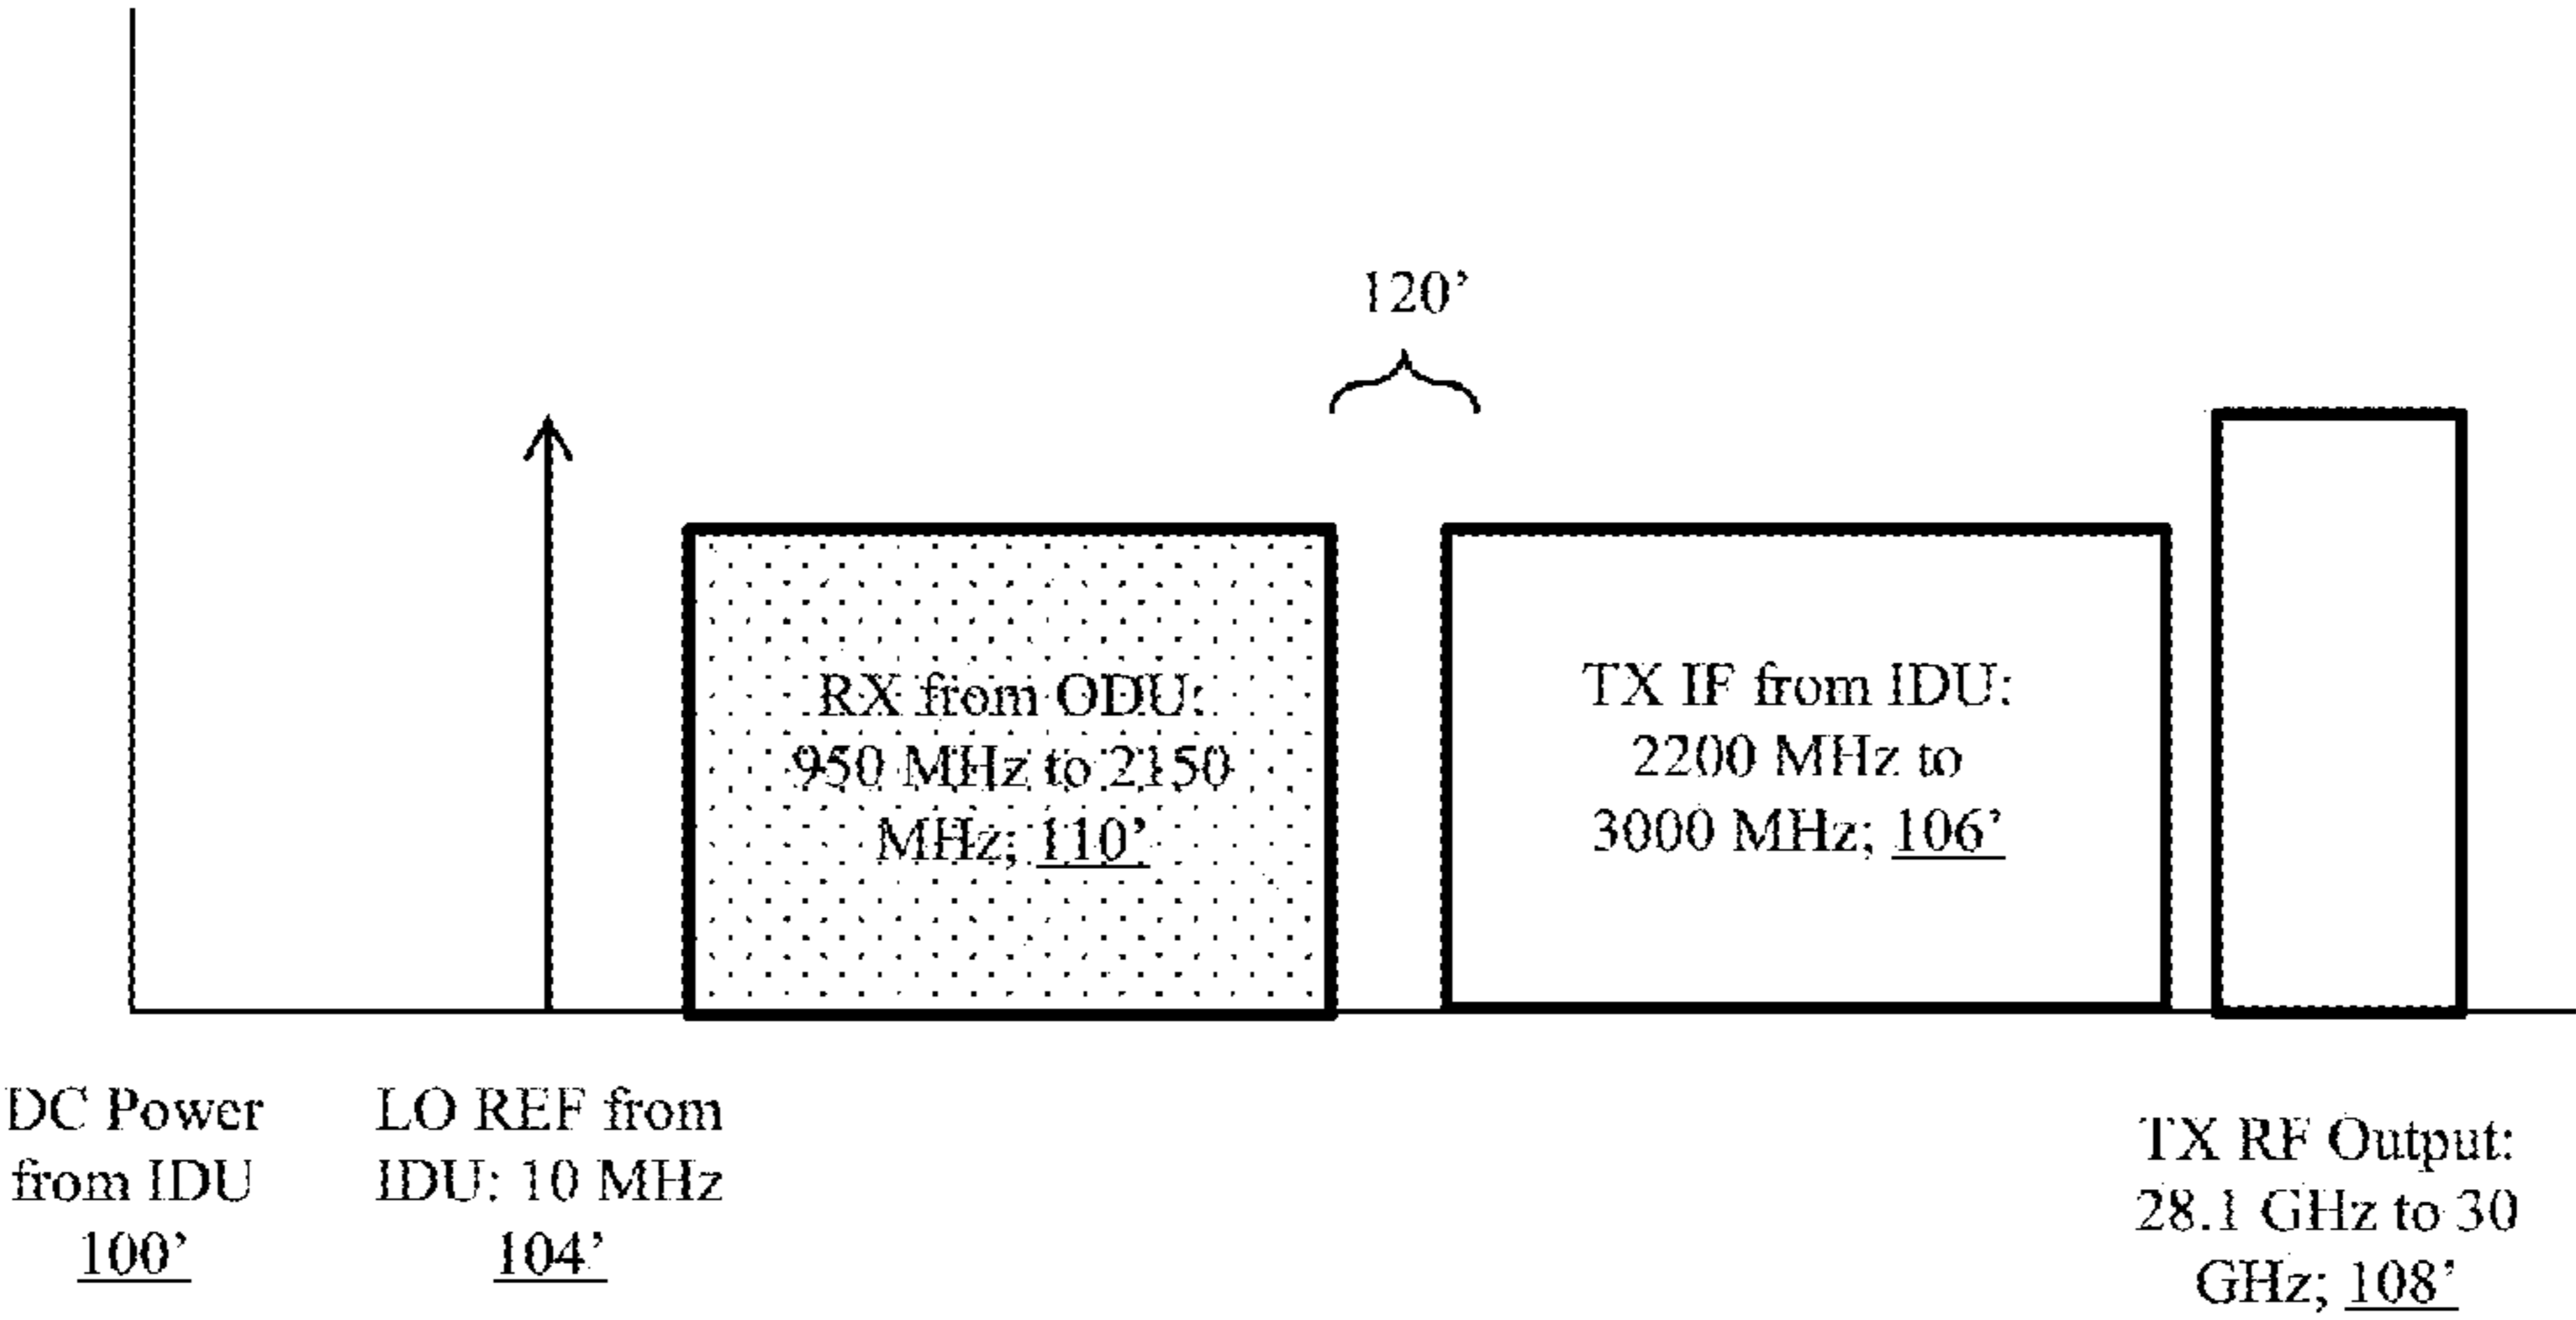 120’
RX from ODU:
950 MHz to 2150
MHz; 110’
TX IF from IDU:
2200 MHz to
3000 MHz; 106’
DC Power
from IDU
100’
LO REF from
IDU: 10 MHz
104’
TX RF Output:
28.1 GHz to 30
GHz; 108’